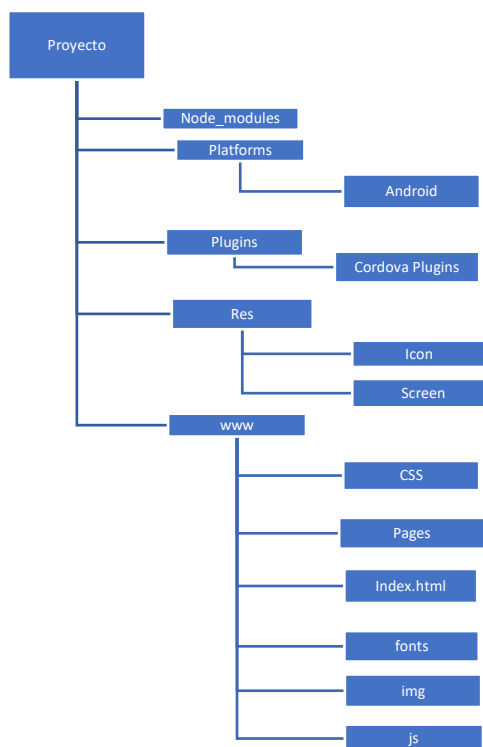 Proyecto
Node_modules
Platforms
Android
Plugins
Cordova Plugins
Res
Icon
Screen
www
CSS
Pages
Index.html
fonts
img
js